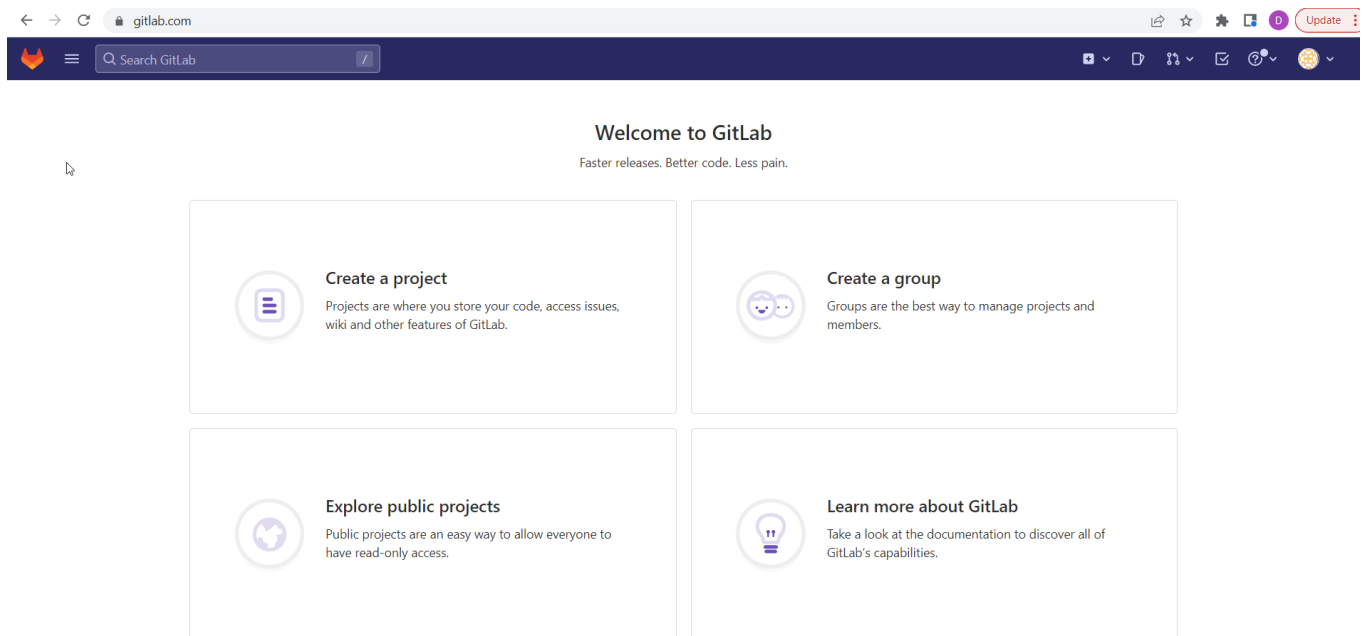 gitlab.com
D
Update
Search GitLab
/
Welcome to GitLab
Faster releases. Better code. Less pain.
Create a project
Projects are where you store your code, access issues,
wiki and other features of GitLab.
Create a group
Groups are the best way to manage projects and
members.
Explore public projects
Public projects are an easy way to allow everyone to
have read-only access.
Learn more about GitLab
Take a look at the documentation to discover all of
GitLab's capabilities.